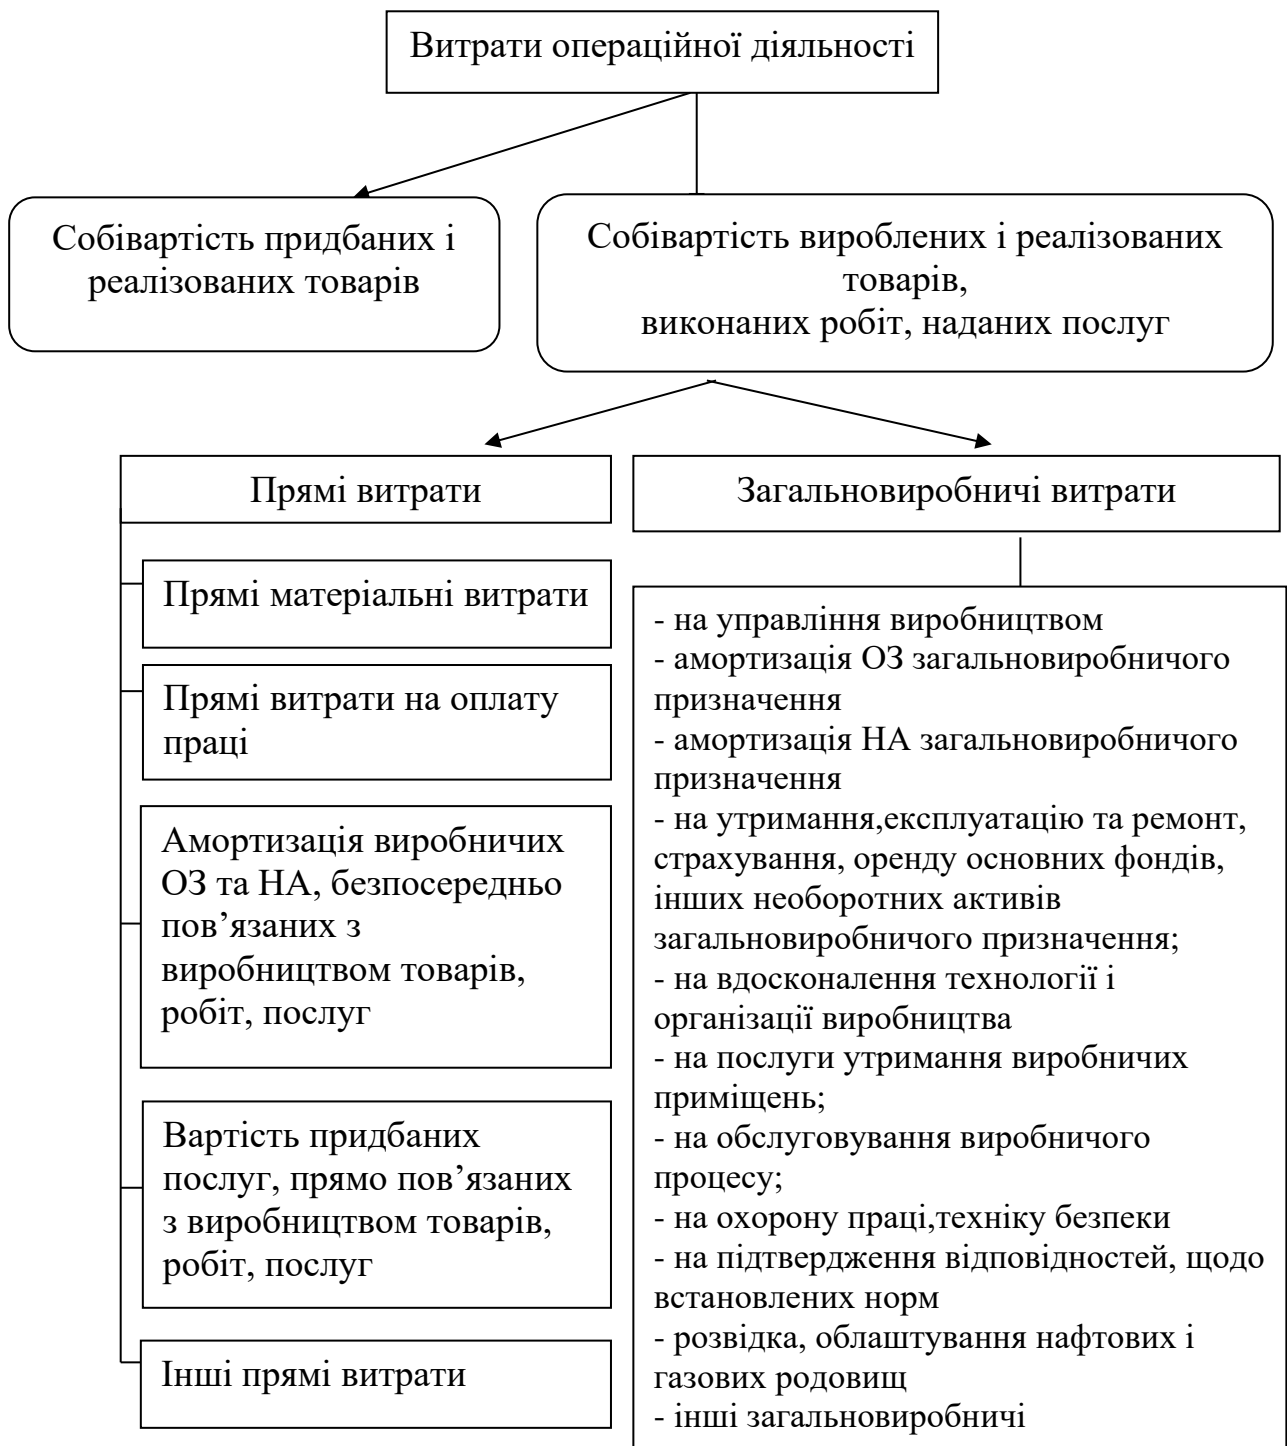 Витрати операційної діяльності
Собівартість придбаних і
реалізованих товарів
Собівартість вироблених і реалізованих
товарів,
виконаних робіт, наданих послуг
Прямі витрати
Прямі матеріальні витрати
Прямі витрати на оплату
праці
Амортизація виробничих
ОЗ та НА, безпосередньо
пов’язаних з
виробництвом товарів,
робіт, послуг
Вартість придбаних
послуг, прямо пов’язаних
з виробництвом товарів,
робіт, послуг
Інші прямі витрати
Загальновиробничі витрати
- на управління виробництвом
- амортизація ОЗ загальновиробничого
призначення
- амортизація НА загальновиробничого
призначення
- на утримання,експлуатацію та ремонт,
страхування, оренду основних фондів,
інших необоротних активів
загальновиробничого призначення;
- на вдосконалення технології і
організації виробництва
- на послуги утримання виробничих
приміщень;
- на обслуговування виробничого
процесу;
- на охорону праці,техніку безпеки
- на підтвердження відповідностей, щодо
встановлених норм
- розвідка, облаштування нафтових і
газових родовищ
- інші загальновиробничі